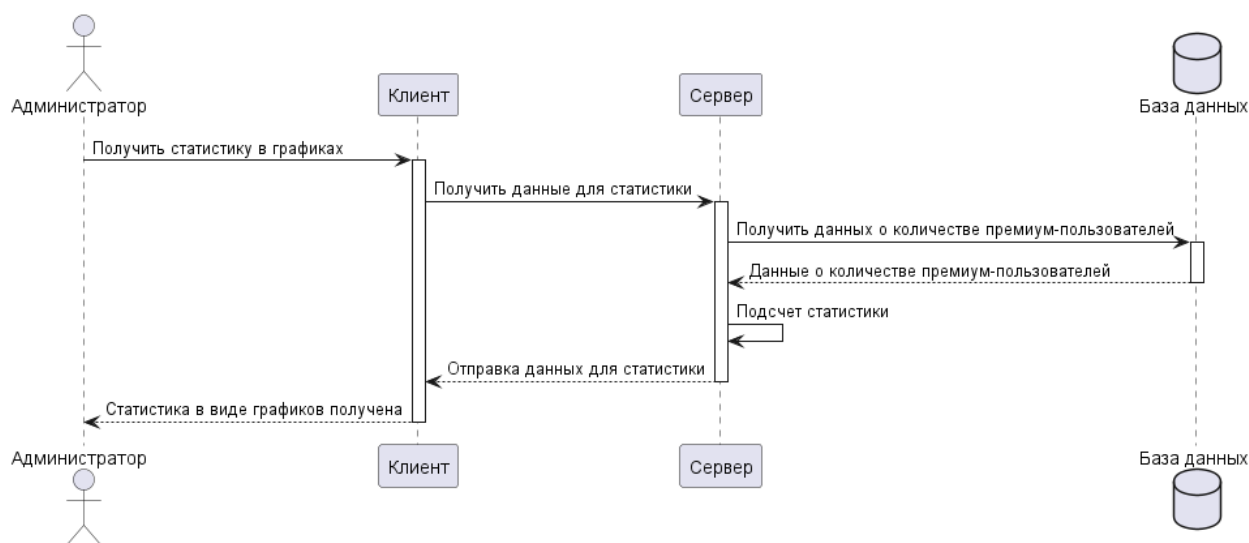 Администратор
Клиент
Сервер
База данных
Получить статистику в графиках
Получить данные для статистики
Получить данных о количестве премиум-пользователей
Данные о количестве премиум-пользователей
Подсчет статистики
Отправка данных для статистики
Статистика в виде графиков получена
Администратор
Клиент
Сервер
База данных